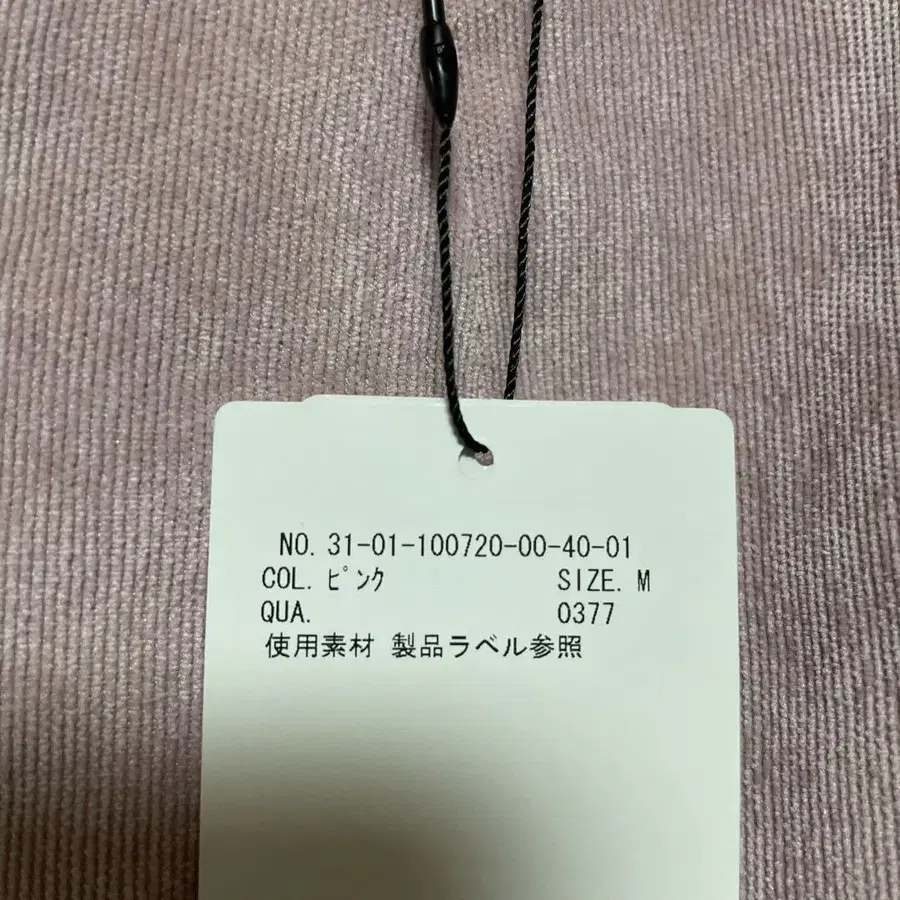 NO. 31-01-100720-00-40-01
COL. ﾋﾟﾝｸ SIZE. M
QUA. 0377
使用素材 製品ラベル参照